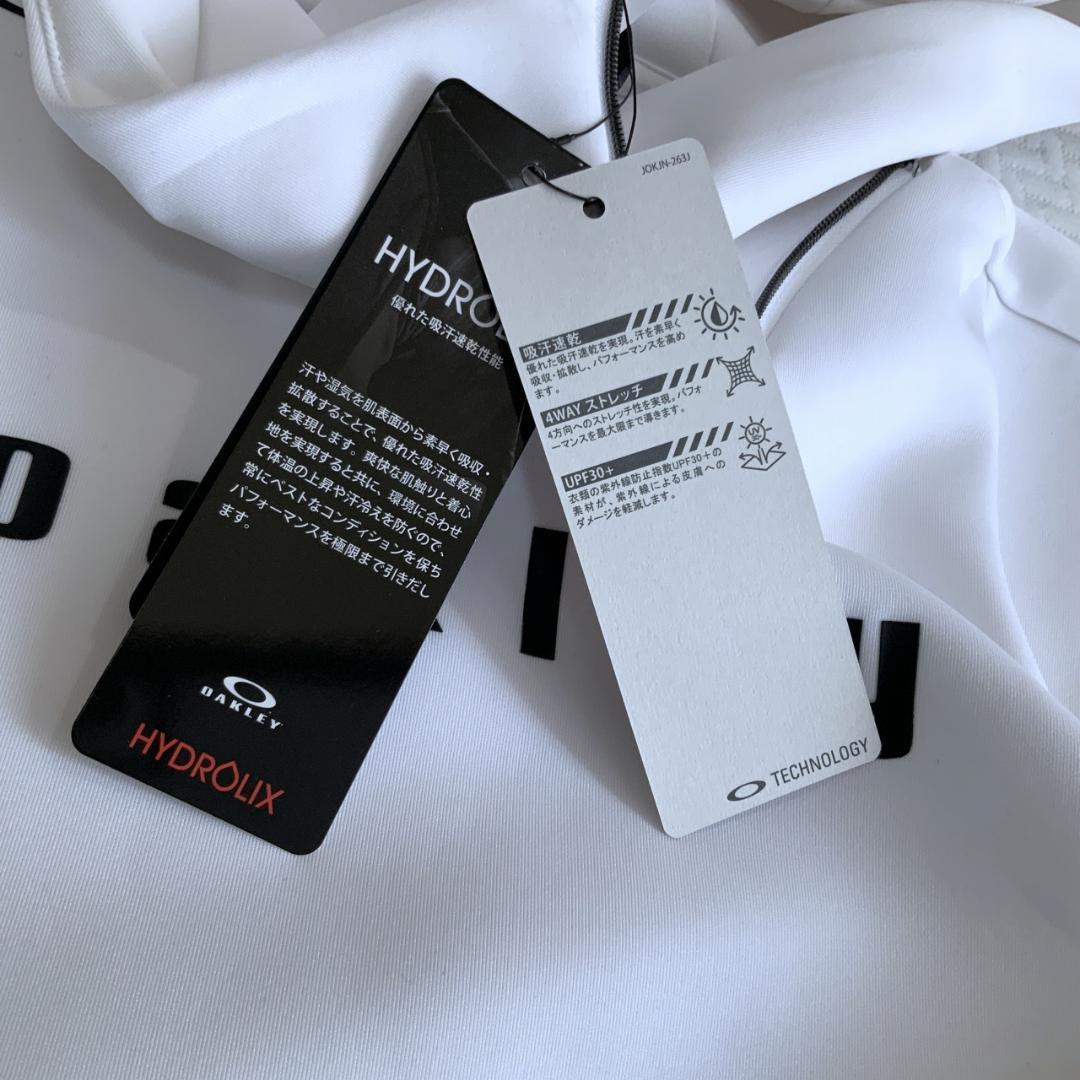 HYDRO
優れた吸汗速乾性能
汗や湿気を肌表面から素早く吸収・
拡散することで、優れた吸汗速乾性
を実現します。爽快な肌触りと着心
地を実現すると共に、環境に合わせ
て体温の上昇や汗冷えを防ぐので、
常にベストなコンディションを保ち
パフォーマンスを極限まで引きだし
ます。
OAKLEY
HYDROLIX
JOKJN-263J
吸汗速乾
優れた吸汗速乾を実現。汗を素早く
吸収・拡散し、パフォーマンスを高め
ます。
4WAY ストレッチ
4方向へのストレッチ性を実現。パフォ
ーマンスを最大限まで導きます。
UPF30+
衣類の紫外線防止指数UPF30+の
素材が、紫外線による皮膚への
ダメージを軽減します。
UV
TECHNOLOGY